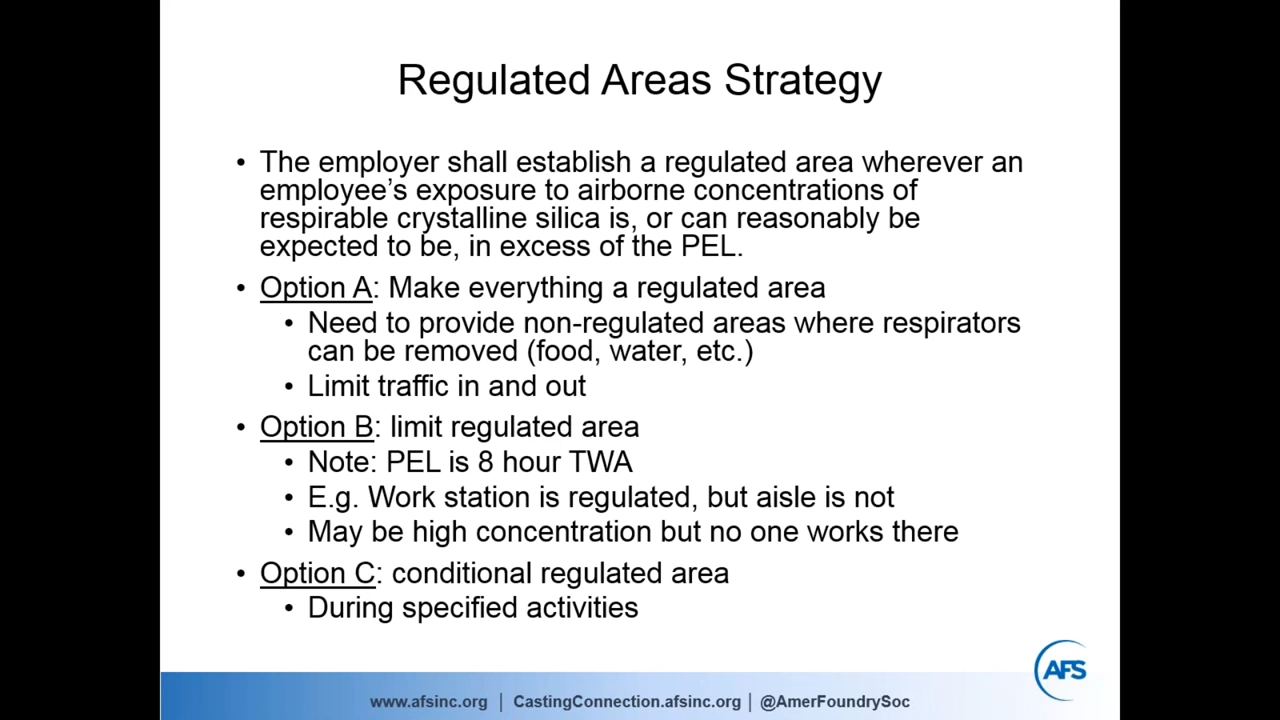 Regulated Areas Strategy
• The employer shall establish a regulated area wherever an
employee’s exposure to airborne concentrations of
respirable crystalline silica is, or can reasonably be
expected to be, in excess of the PEL.
• Option A: Make everything a regulated area
• Need to provide non-regulated areas where respirators
can be removed (food, water, etc.)
• Limit traffic in and out
• Option B: limit regulated area
• Note: PEL is 8 hour TWA
• E.g. Work station is regulated, but aisle is not
• May be high concentration but no one works there
• Option C: conditional regulated area
• During specified activities
AFS
www.afsinc.org | CastingConnection.afsinc.org | @AmerFoundrySoc